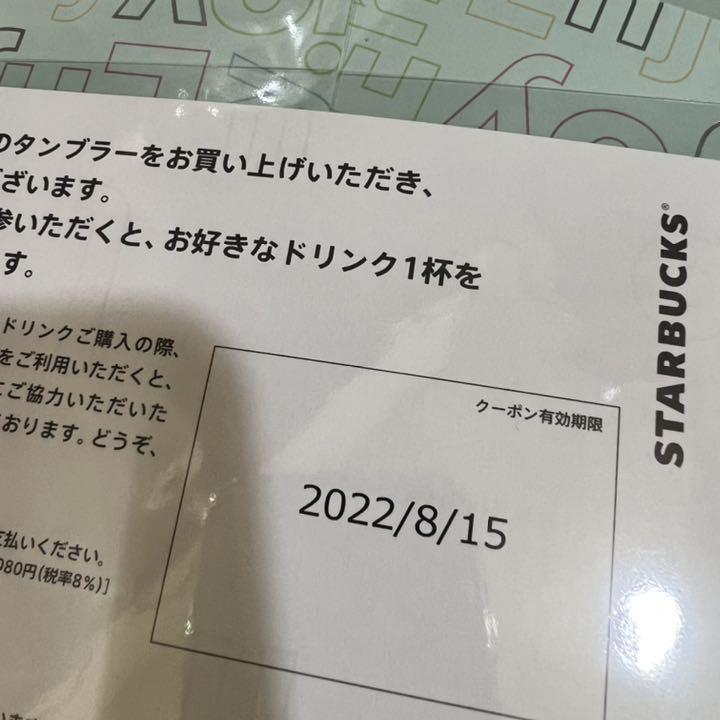 のタンブラーをお買い上げいただき、
ざいます。
参いただくと、お好きなドリンク1杯を
す。
ドリンクご購入の際、
をご利用いただくと、
にご協力いただいた
おります。どうぞ、
支払いください。
080円(税率8%)]
クーポン有効期限
2022/8/15
STARBUCKS®